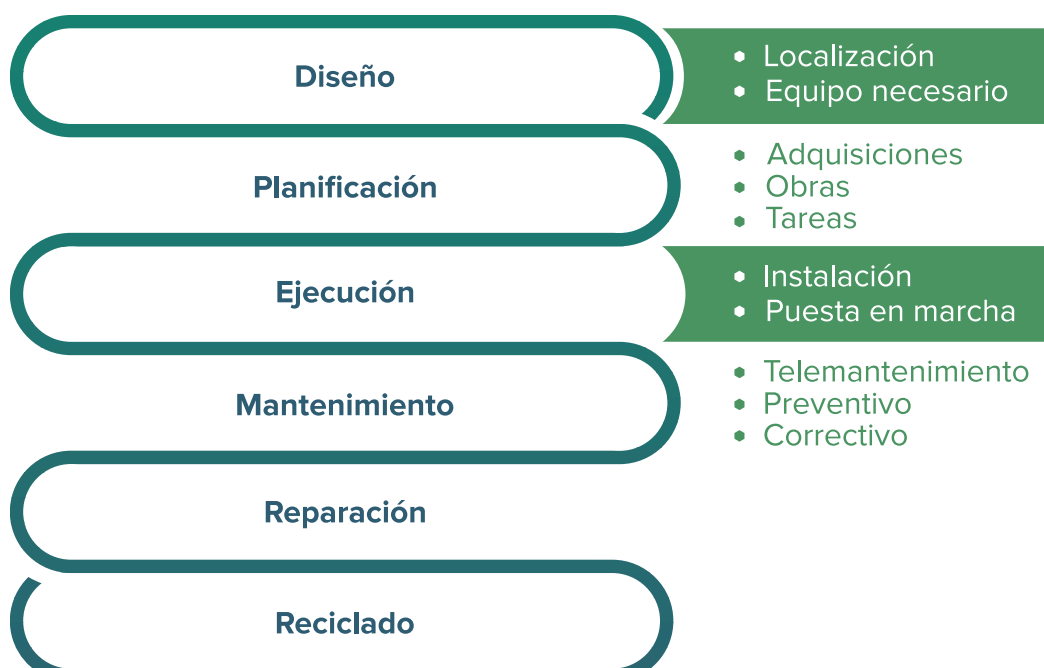 Diseño
• Localización
• Equipo necesario
Planificación
• Adquisiciones
• Obras
• Tareas
Ejecución
• Instalación
• Puesta en marcha
Mantenimiento
• Telemantenimiento
• Preventivo
• Correctivo
Reparación
Reciclado